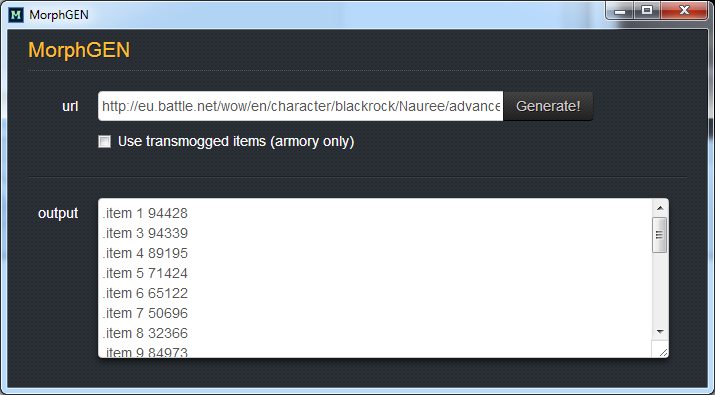 MorphGEN
MorphGEN
url
http://eu.battle.net/wow/en/character/blackrock/Nauree/advance
Generate!
Use transmogged items (armory only)
output
.item 1 94428
.item 3 94339
.item 4 89195
.item 5 71424
.item 6 65122
.item 7 50696
.item 8 32366
.item 9 84973